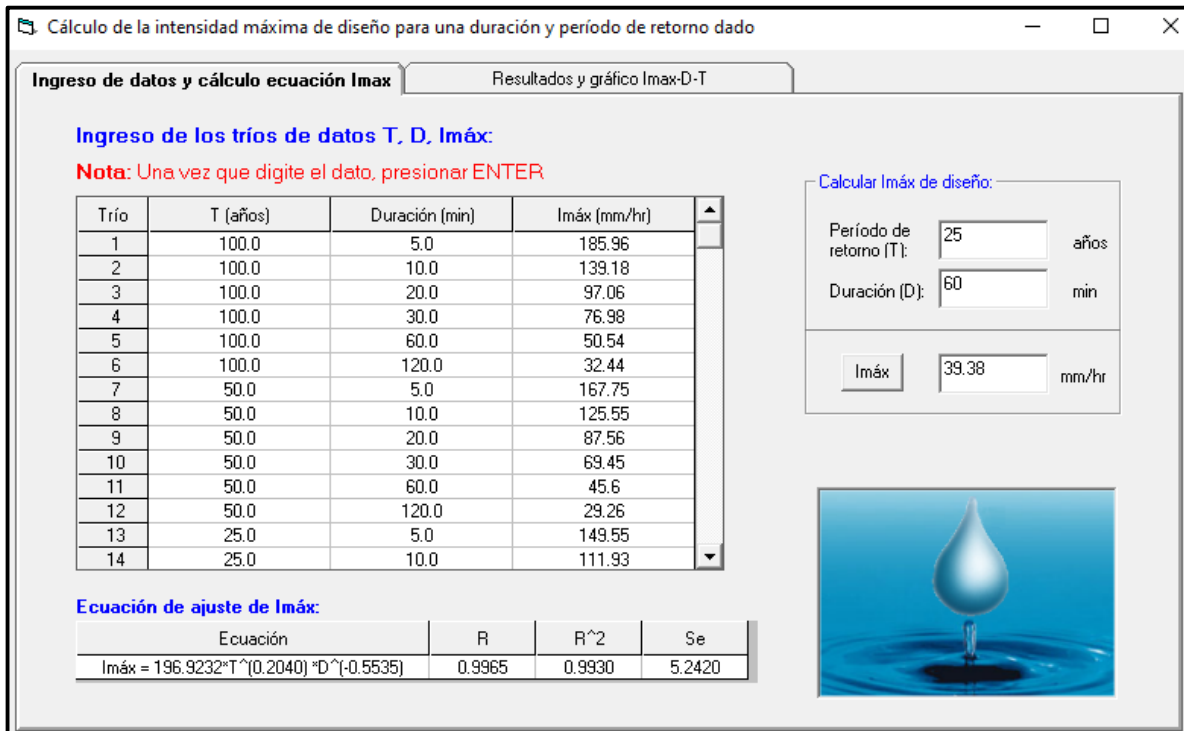 Cálculo de la intensidad máxima de diseño para una duración y período de retorno dado
Ingreso de datos y cálculo ecuación Imax
Resultados y gráfico Imax-D-T
Ingreso de los tríos de datos T, D, Imáx:
Nota: Una vez que digite el dato, presionar ENTER
Trío T (años) Duración (min) Imáx (mm/hr)
1 100.0 5.0 185.96
2 100.0 10.0 139.18
3 100.0 20.0 97.06
4 100.0 30.0 76.98
5 100.0 60.0 50.54
6 100.0 120.0 32.44
7 50.0 5.0 167.75
8 50.0 10.0 125.55
9 50.0 20.0 87.56
10 50.0 30.0 69.45
11 50.0 60.0 45.6
12 50.0 120.0 29.26
13 25.0 5.0 149.55
14 25.0 10.0 111.93
Calcular Imáx de diseño:
Período de
retorno (T): 25 años
Duración (D): 60 min
Imáx 39.38 mm/hr
Ecuación de ajuste de Imáx:
Ecuación R R^2 Se
Imáx = 196.9232*T^(0.2040) *D^(-0.5535) 0.9965 0.9930 5.2420